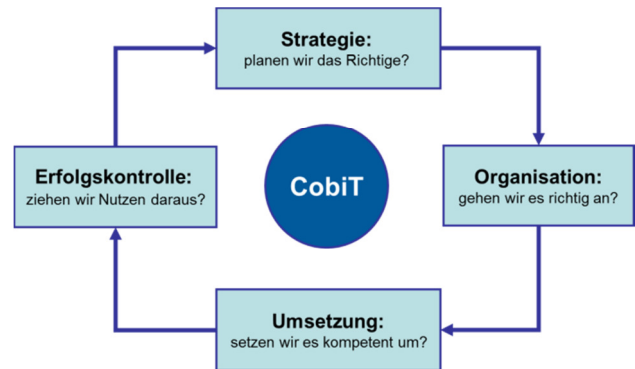 Strategie:
planen wir das Richtige?
Erfolgskontrolle:
ziehen wir Nutzen daraus?
CobiT
Organisation:
gehen wir es richtig an?
Umsetzung:
setzen wir es kompetent um?